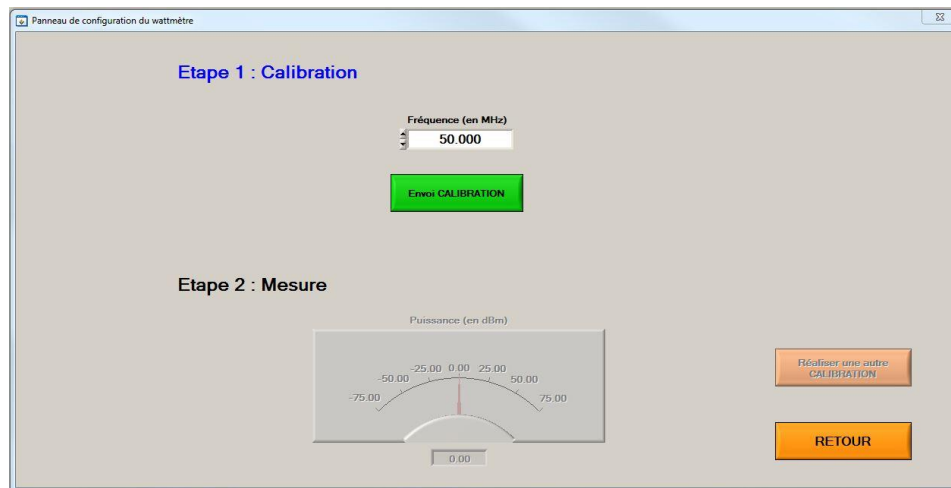 Panneau de configuration du wattmètre
Etape 1 : Calibration
Fréquence (en MHz)
50.000
Envoi CALIBRATION
Etape 2 : Mesure
Puissance (en dBm)
-75.00 -50.00 -25.00 0.00 25.00 50.00 75.00
0.00
Réaliser une autre
CALIBRATION
RETOUR